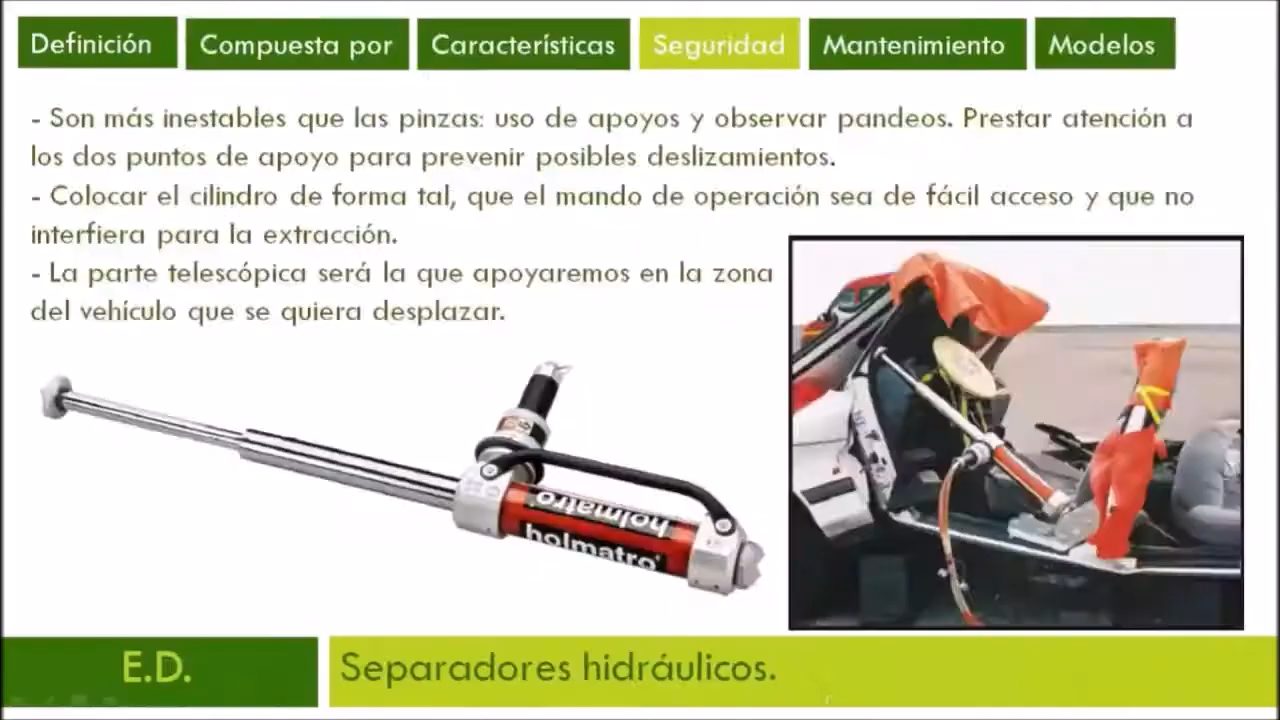 Definición
Compuesta por
Características
Seguridad
Mantenimiento
Modelos
- Son más inestables que las pinzas: uso de apoyos y observar pandeos. Prestar atención a
los dos puntos de apoyo para prevenir posibles deslizamientos.
- Colocar el cilindro de forma tal, que el mando de operación sea de fácil acceso y que no
interfiera para la extracción.
- La parte telescópica será la que apoyaremos en la zona
del vehículo que se quiera desplazar.
holmatro
holmatro
E.D.
Separadores hidráulicos.